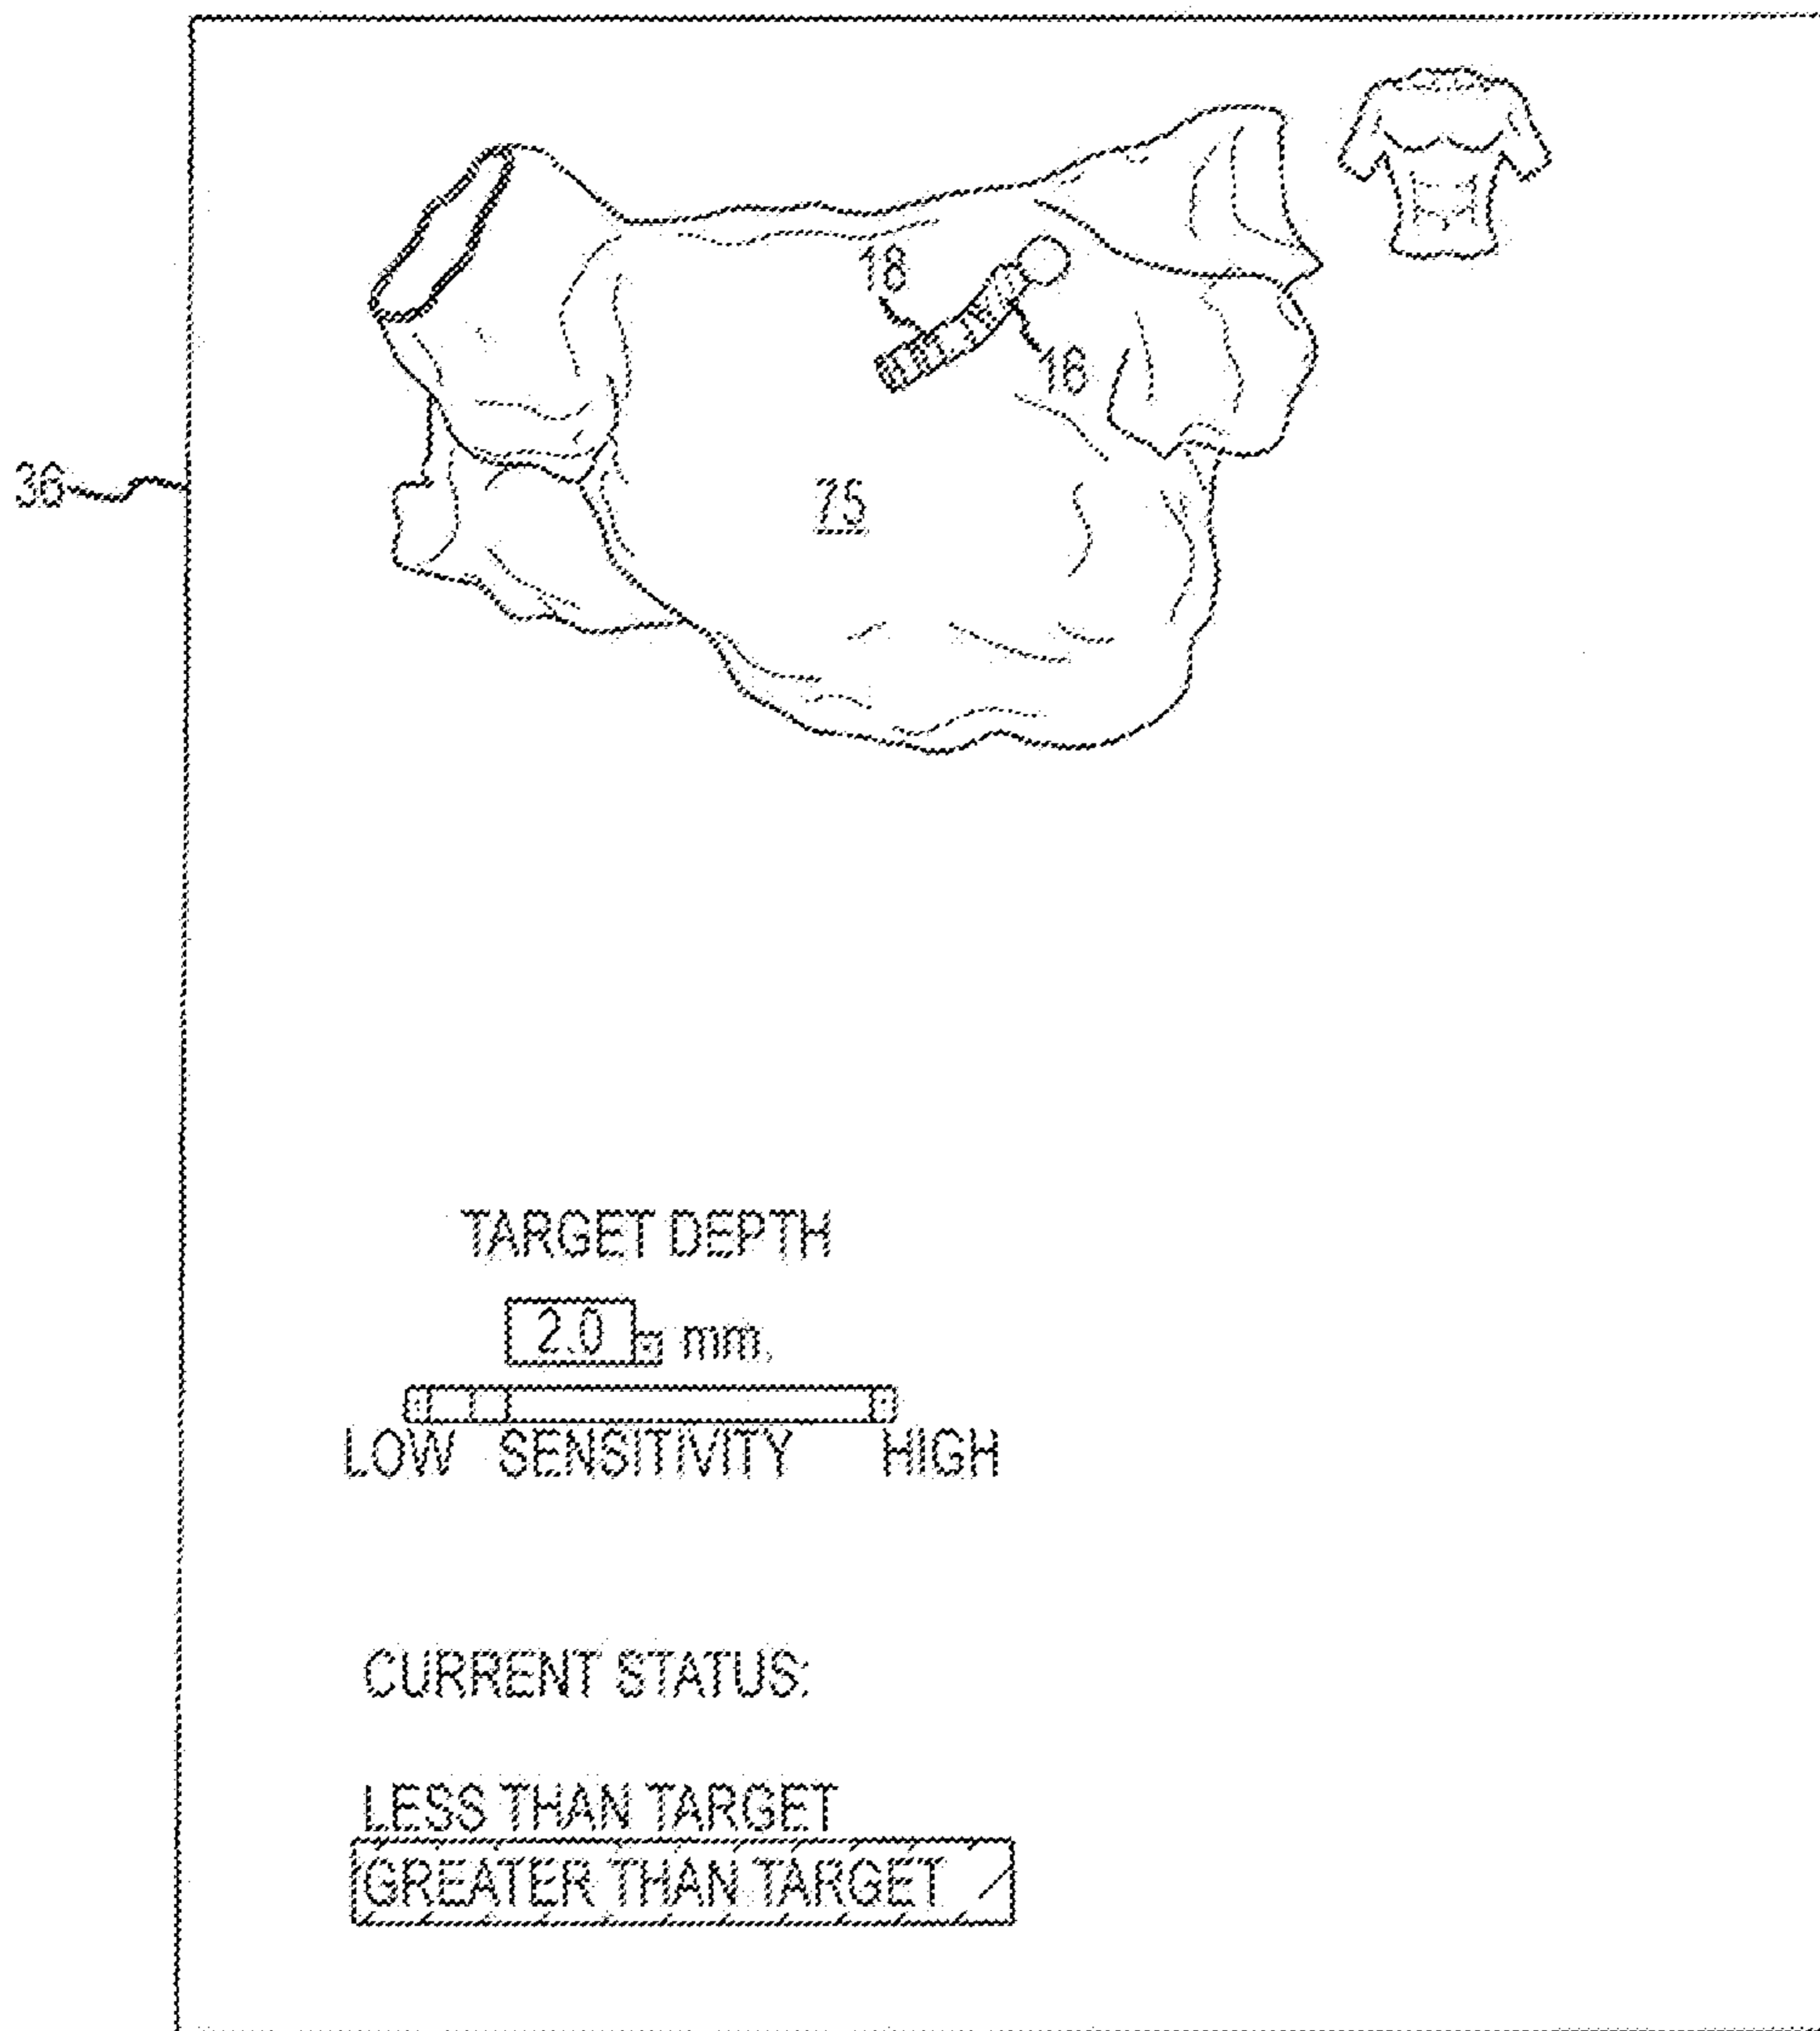 18
16
36
75
TARGET DEPTH
2.0 mm.
LOW SENSITIVITY HIGH
CURRENT STATUS:
LESS THAN TARGET
GREATER THAN TARGET